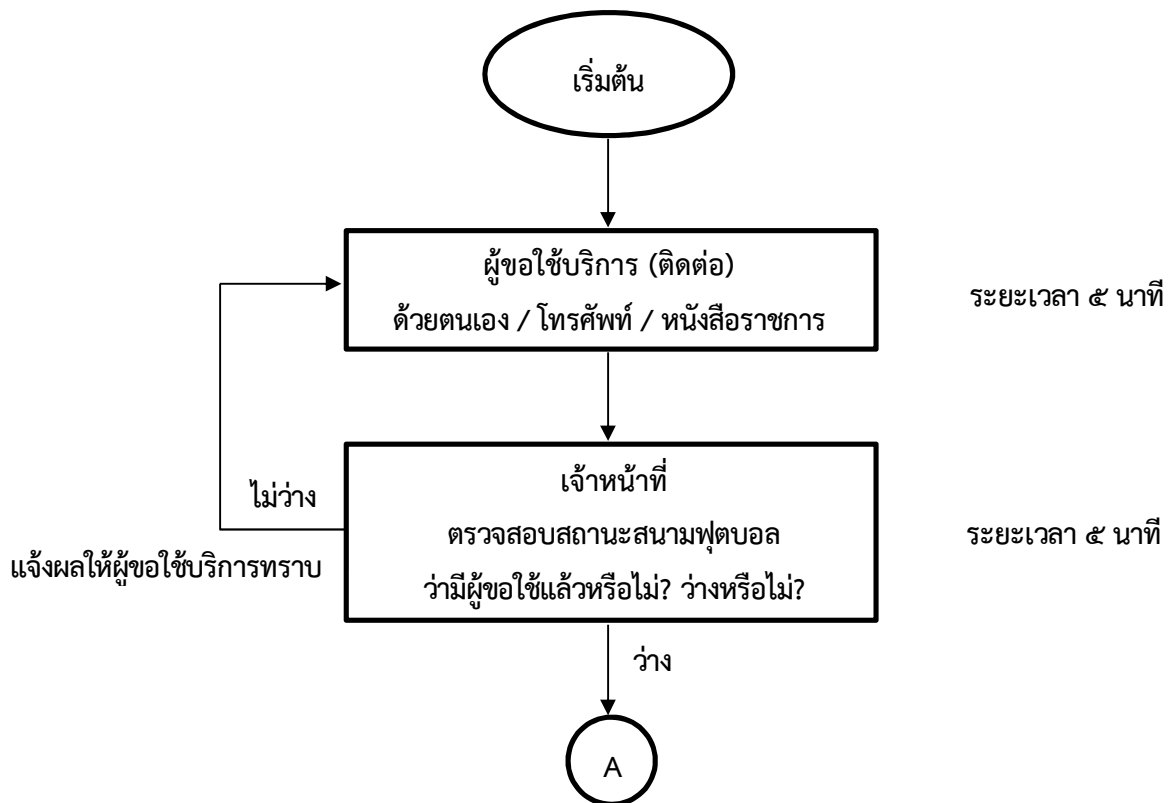 เริ่มต้น
ผู้ขอใช้บริการ (ติดต่อ)
ด้วยตนเอง / โทรศัพท์ / หนังสือราชการ
ระยะเวลา ๕ นาที
ไม่ว่าง
แจ้งผลให้ผู้ขอใช้บริการทราบ
เจ้าหน้าที่
ตรวจสอบสถานะสนามฟุตบอล
ว่ามีผู้ขอใช้แล้วหรือไม่? ว่างหรือไม่?
ระยะเวลา ๕ นาที
ว่าง
A